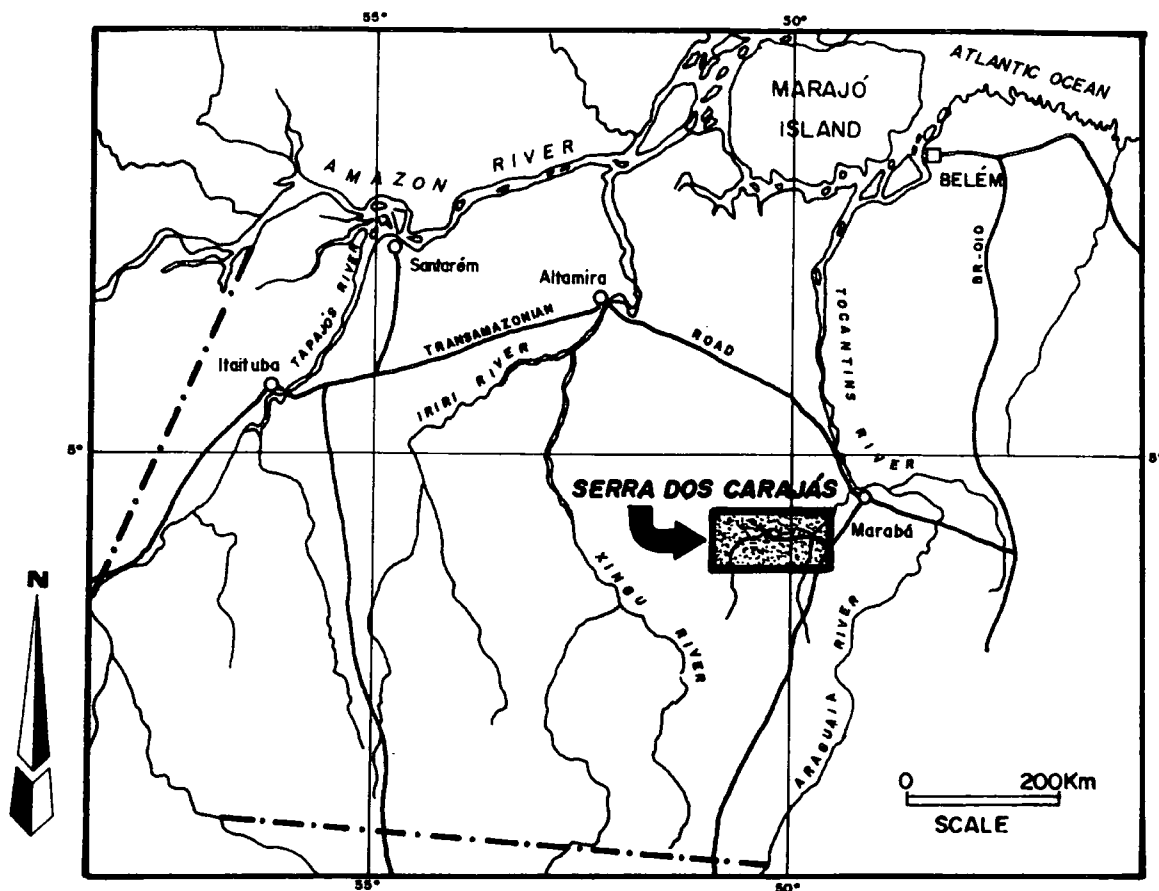 55°
50°
ATLANTIC OCEAN
MARAJÓ
ISLAND
AMAZON RIVER
BELÉM
Santarém
TAPAJÓS RIVER
Altamira
BR-010
TOCANTINS RIVER
TRANSAMAZONIAN ROAD
Itaituba
IRIRI RIVER
5°
5°
SERRA DOS CARAJÁS
Marabá
XINGU RIVER
N
ARAGUAIA RIVER
0 200Km
SCALE
55°
50°